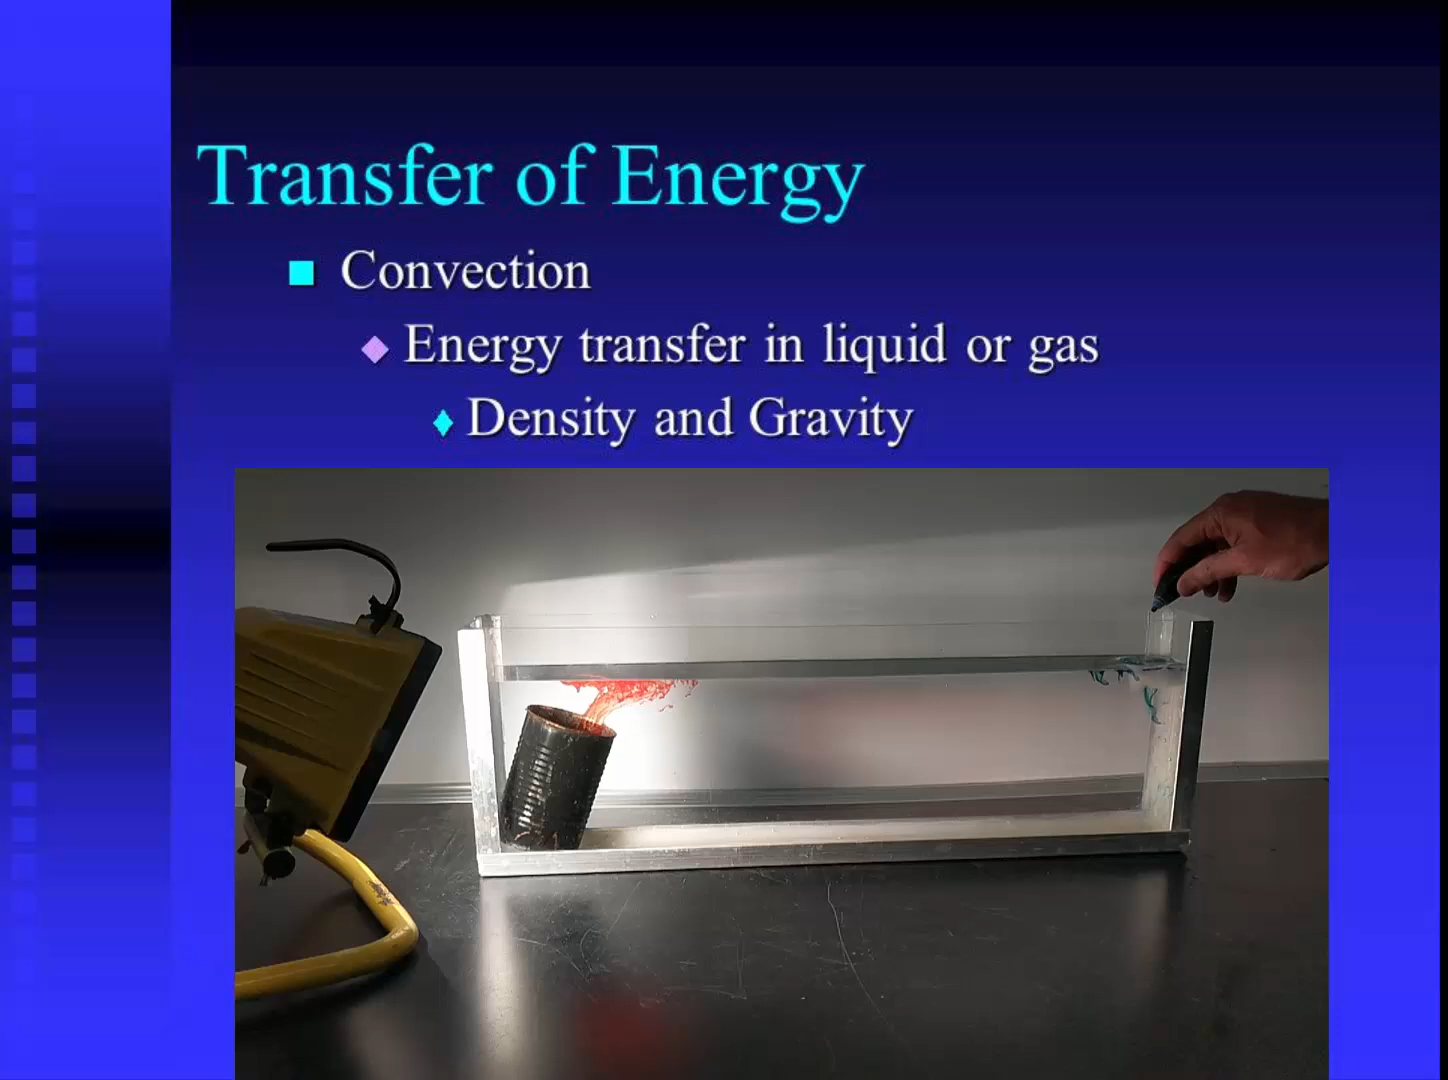 Transfer of Energy
Convection
Energy transfer in liquid or gas
Density and Gravity